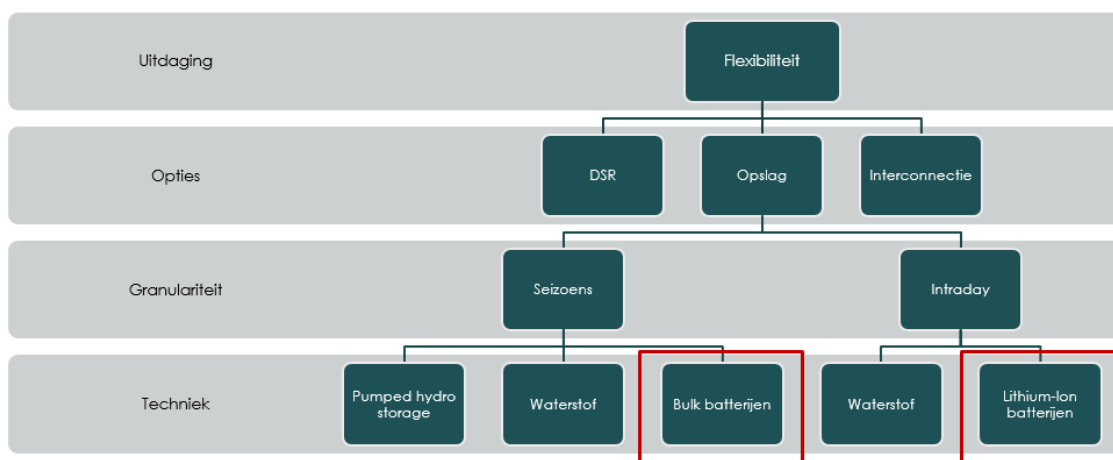 Uitdaging
Flexibiliteit
Opties
DSR
Opslag
Interconnectie
Granulariteit
Seizoens
Intraday
Techniek
Pumped hydro
storage
Waterstof
Bulk batterijen
Waterstof
Lithium-Ion
batterijen